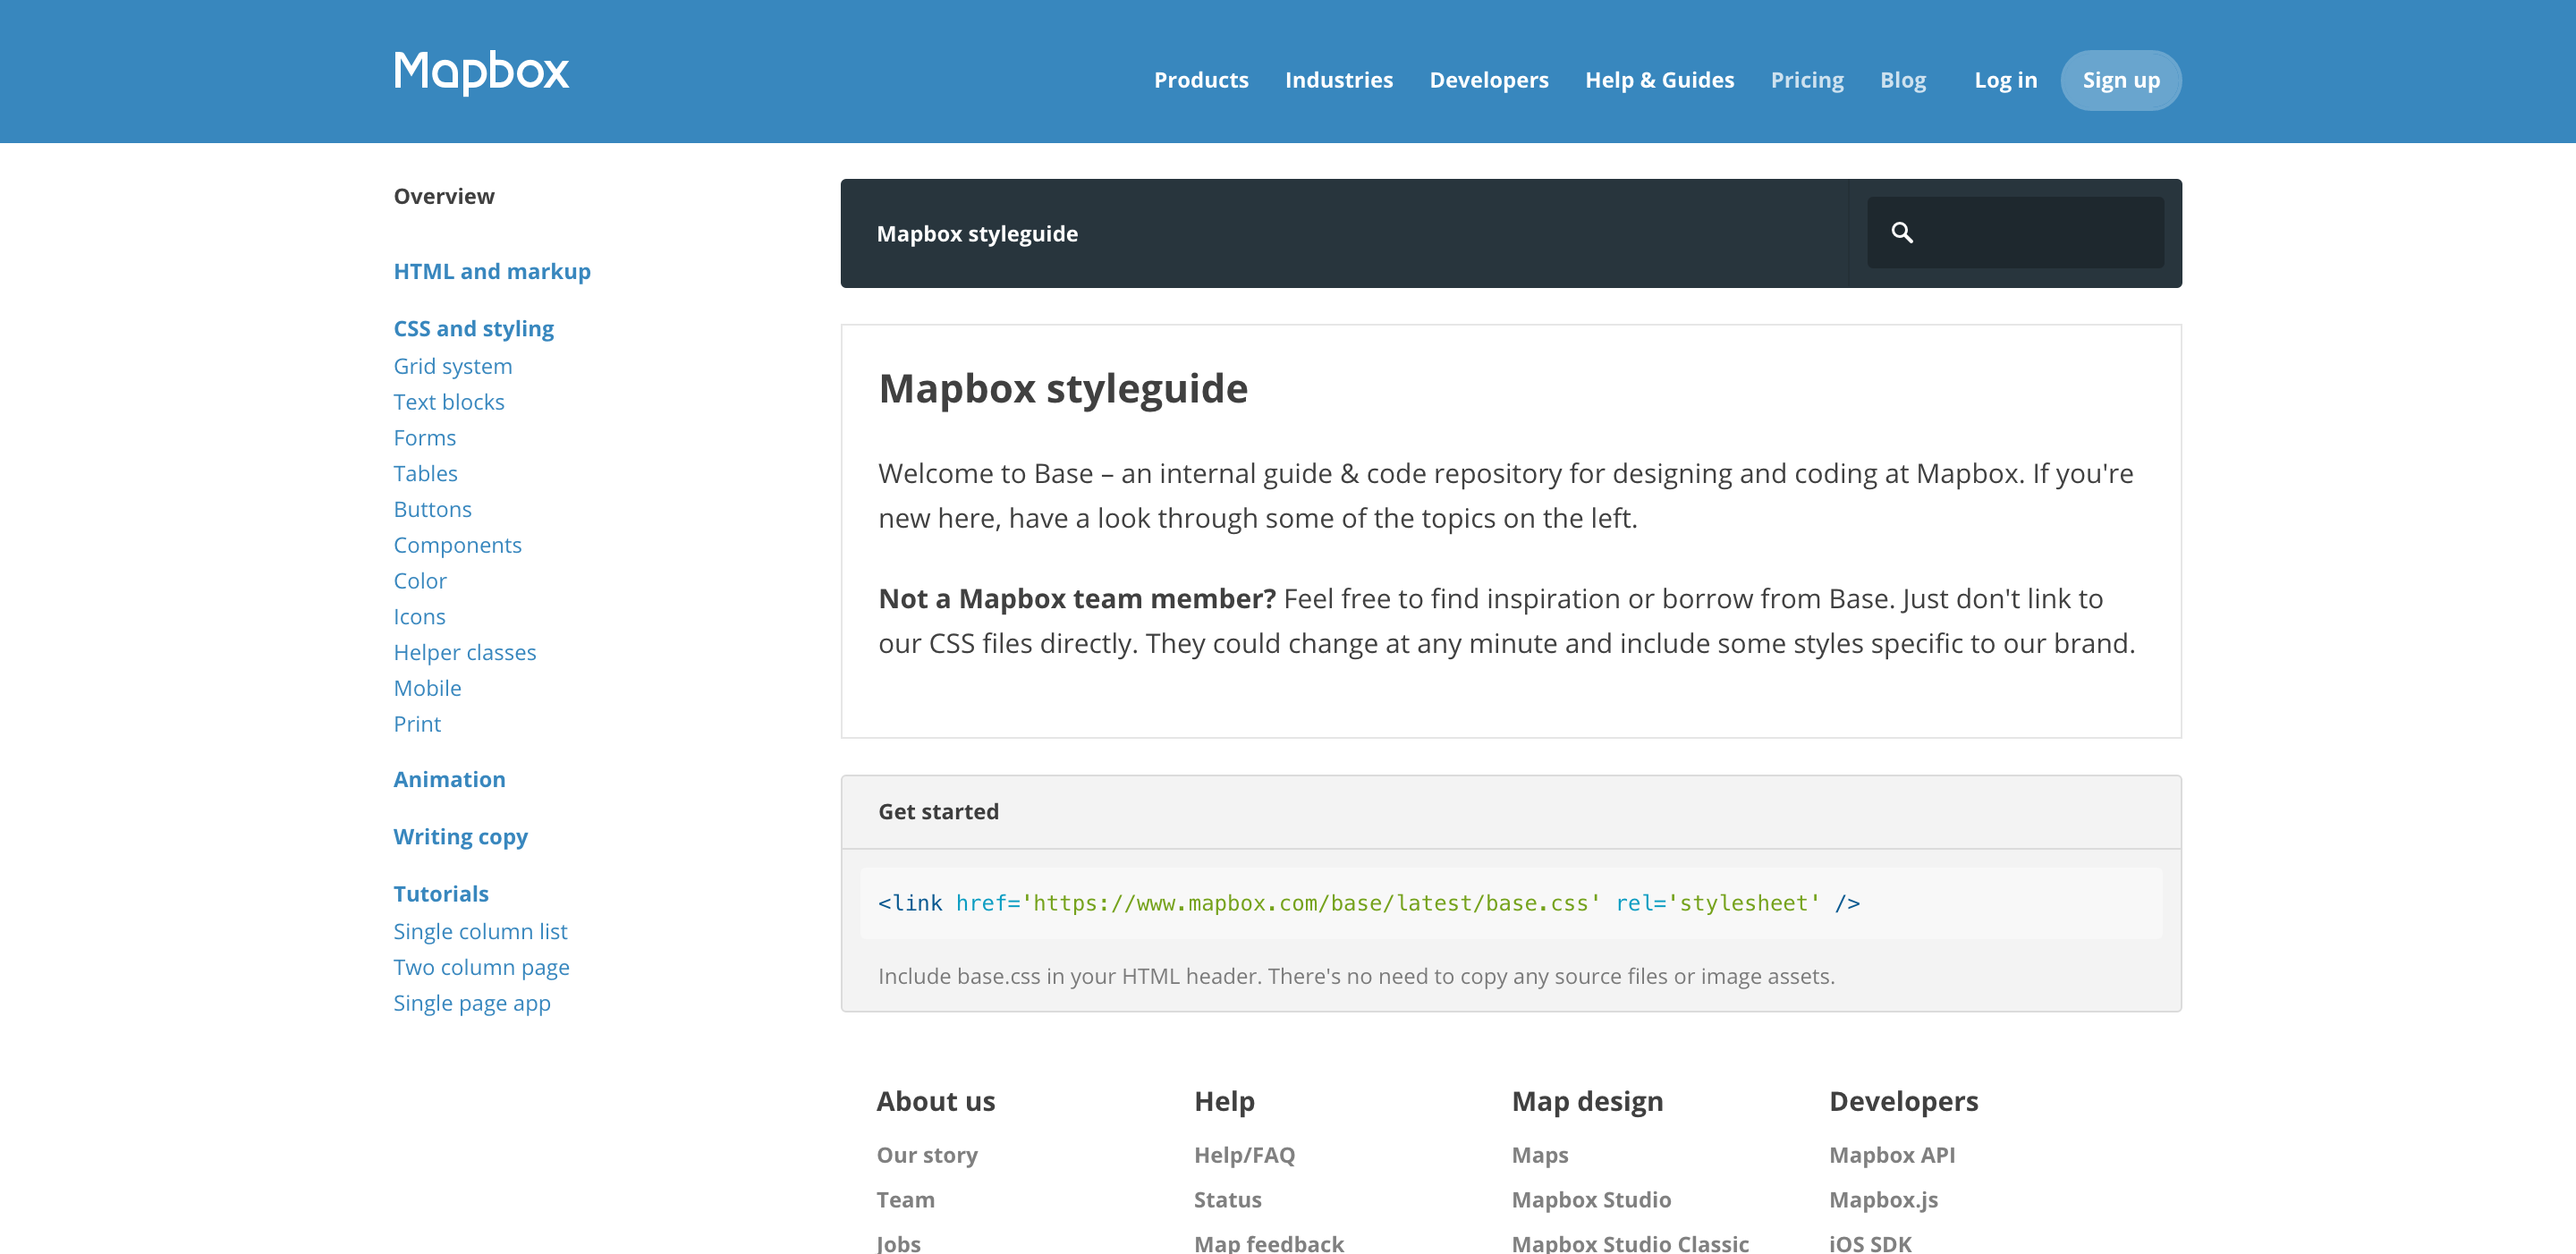 Mapbox
Products Industries Developers Help & Guides Pricing Blog Log in Sign up
Overview
HTML and markup
CSS and styling
Grid system
Text blocks
Forms
Tables
Buttons
Components
Color
Icons
Helper classes
Mobile
Print
Animation
Writing copy
Tutorials
Single column list
Two column page
Single page app
Mapbox styleguide
Mapbox styleguide
Welcome to Base – an internal guide & code repository for designing and coding at Mapbox. If you're
new here, have a look through some of the topics on the left.
Not a Mapbox team member? Feel free to find inspiration or borrow from Base. Just don't link to
our CSS files directly. They could change at any minute and include some styles specific to our brand.
Get started
<link href='https://www.mapbox.com/base/latest/base.css' rel='stylesheet' />
Include base.css in your HTML header. There's no need to copy any source files or image assets.
About us
Our story
Team
Jobs
Help
Help/FAQ
Status
Map feedback
Map design
Maps
Mapbox Studio
Mapbox Studio Classic
Developers
Mapbox API
Mapbox.js
iOS SDK